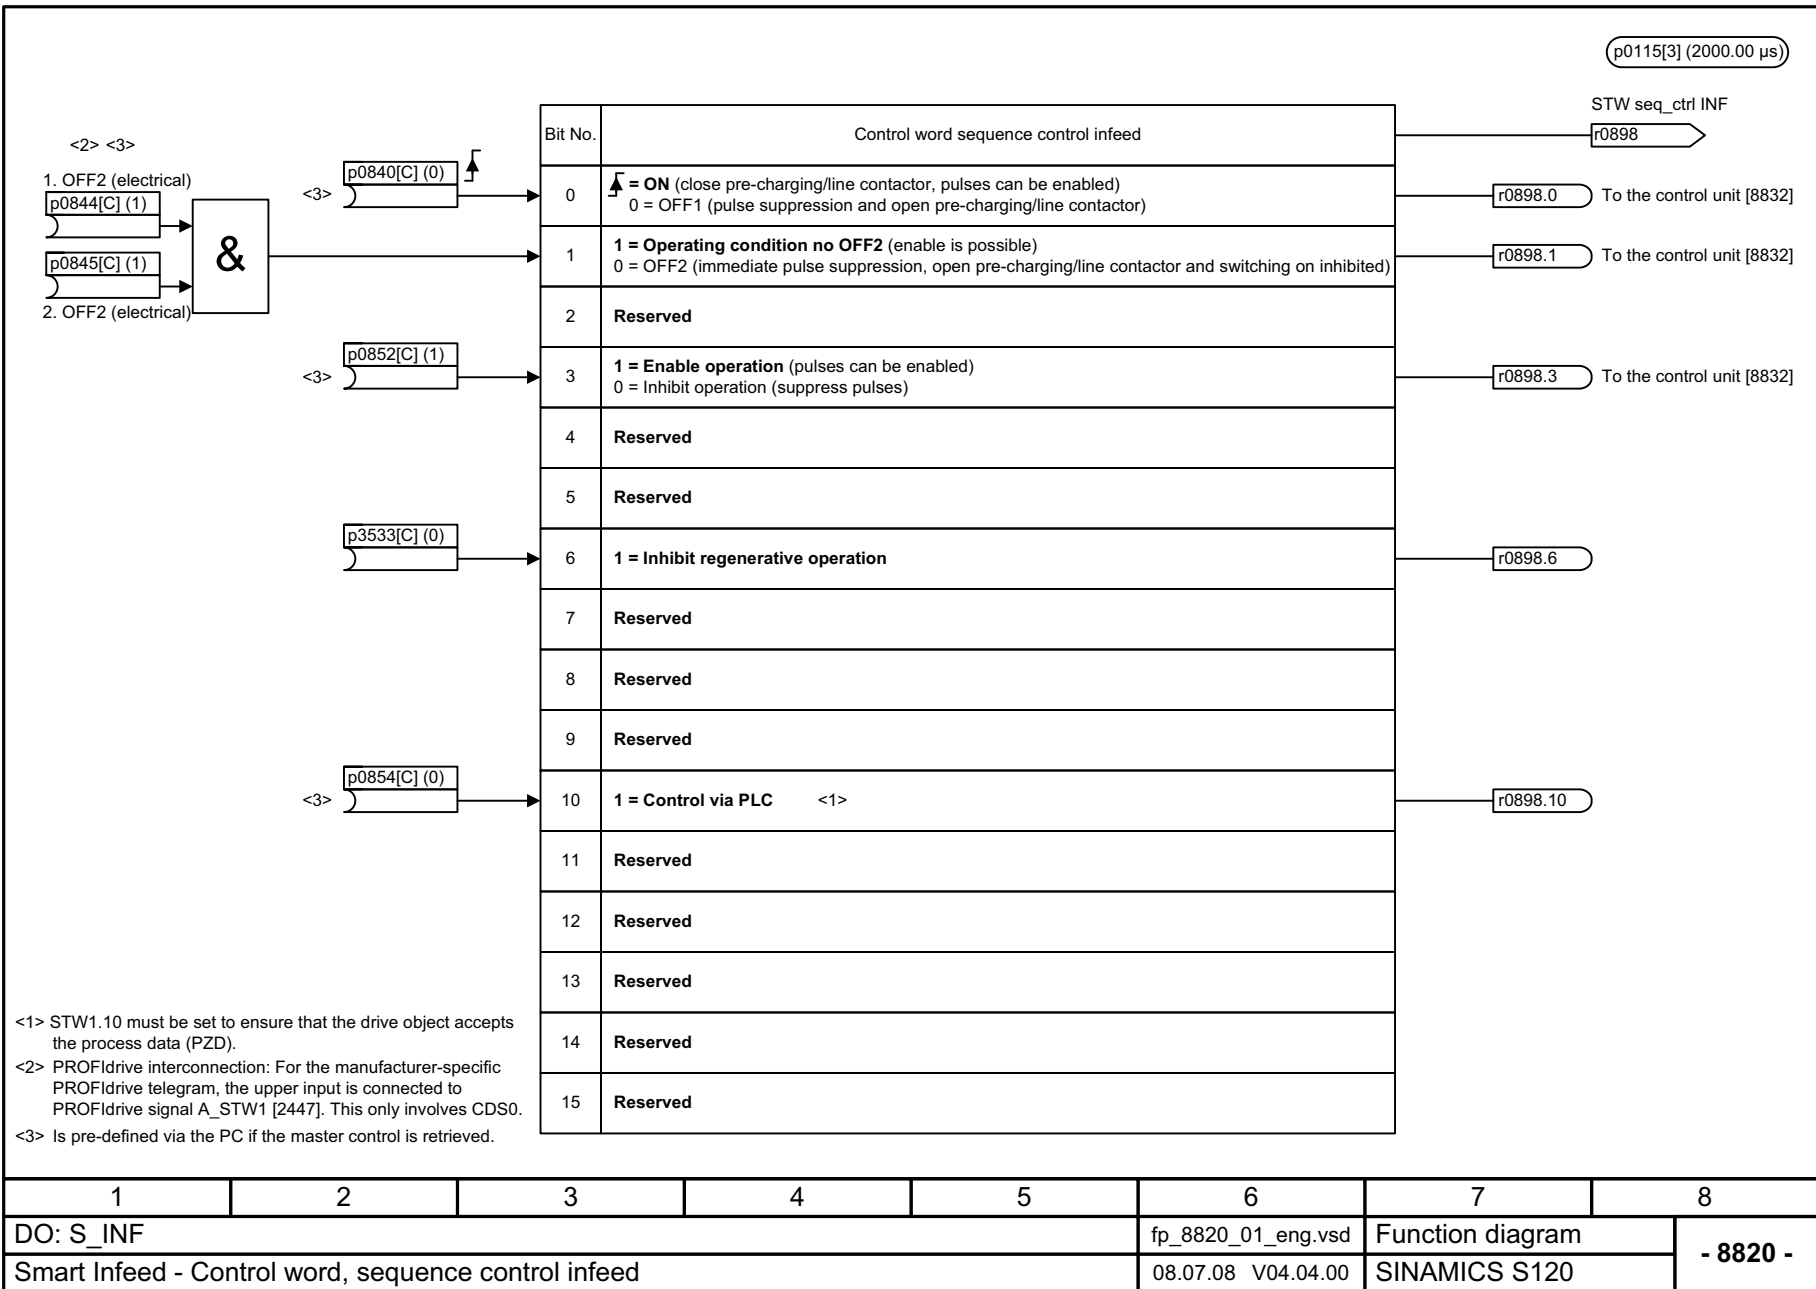 p0115[3] (2000.00 µs)
STW seq_ctrl INF
r0898
Bit No. Control word sequence control infeed
<2> <3>
1. OFF2 (electrical)
p0844[C] (1)
p0845[C] (1)
2. OFF2 (electrical)
&
<3> p0840[C] (0)
0 = ON (close pre-charging/line contactor, pulses can be enabled)
0 = OFF1 (pulse suppression and open pre-charging/line contactor)
r0898.0 To the control unit [8832]
1 1 = Operating condition no OFF2 (enable is possible)
0 = OFF2 (immediate pulse suppression, open pre-charging/line contactor and switching on inhibited)
r0898.1 To the control unit [8832]
2 Reserved
<3> p0852[C] (1)
3 1 = Enable operation (pulses can be enabled)
0 = Inhibit operation (suppress pulses)
r0898.3 To the control unit [8832]
4 Reserved
5 Reserved
p3533[C] (0)
6 1 = Inhibit regenerative operation
r0898.6
7 Reserved
8 Reserved
9 Reserved
<3> p0854[C] (0)
10 1 = Control via PLC <1>
r0898.10
11 Reserved
12 Reserved
13 Reserved
14 Reserved
15 Reserved
<1> STW1.10 must be set to ensure that the drive object accepts
the process data (PZD).
<2> PROFIdrive interconnection: For the manufacturer-specific
PROFIdrive telegram, the upper input is connected to
PROFIdrive signal A_STW1 [2447]. This only involves CDS0.
<3> Is pre-defined via the PC if the master control is retrieved.
1 2 3 4 5 6 7 8
DO: S_INF fp_8820_01_eng.vsd Function diagram
- 8820 -
Smart Infeed - Control word, sequence control infeed 08.07.08 V04.04.00 SINAMICS S120